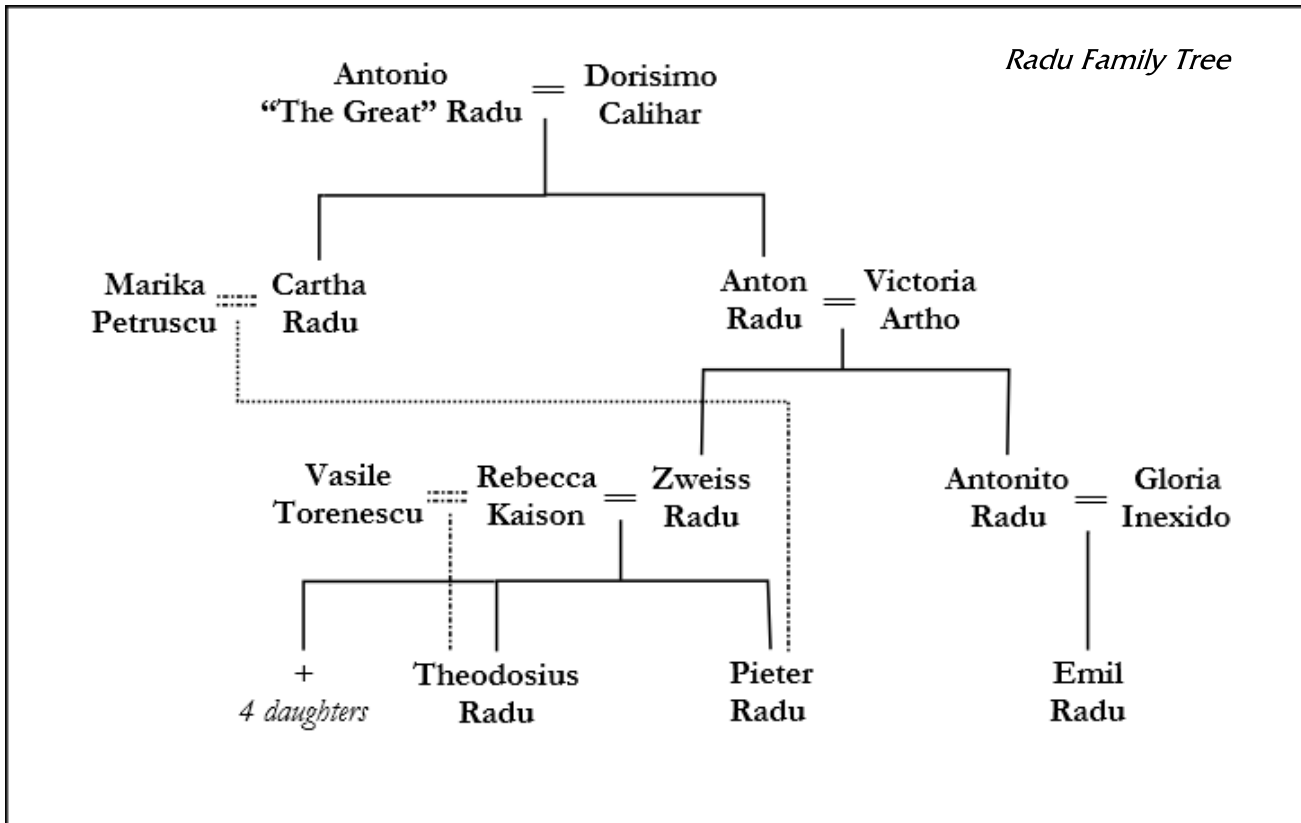 Radu Family Tree
Antonio
“The Great” Radu
Dorisimo
Calihar
Marika
Petruscu
Cartha
Radu
Anton
Radu
Victoria
Artho
Vasile
Torenescu
Rebecca
Kaison
Zweiss
Radu
Antonito
Radu
Gloria
Inexido
+
4 daughters
Theodosius
Radu
Pieter
Radu
Emil
Radu